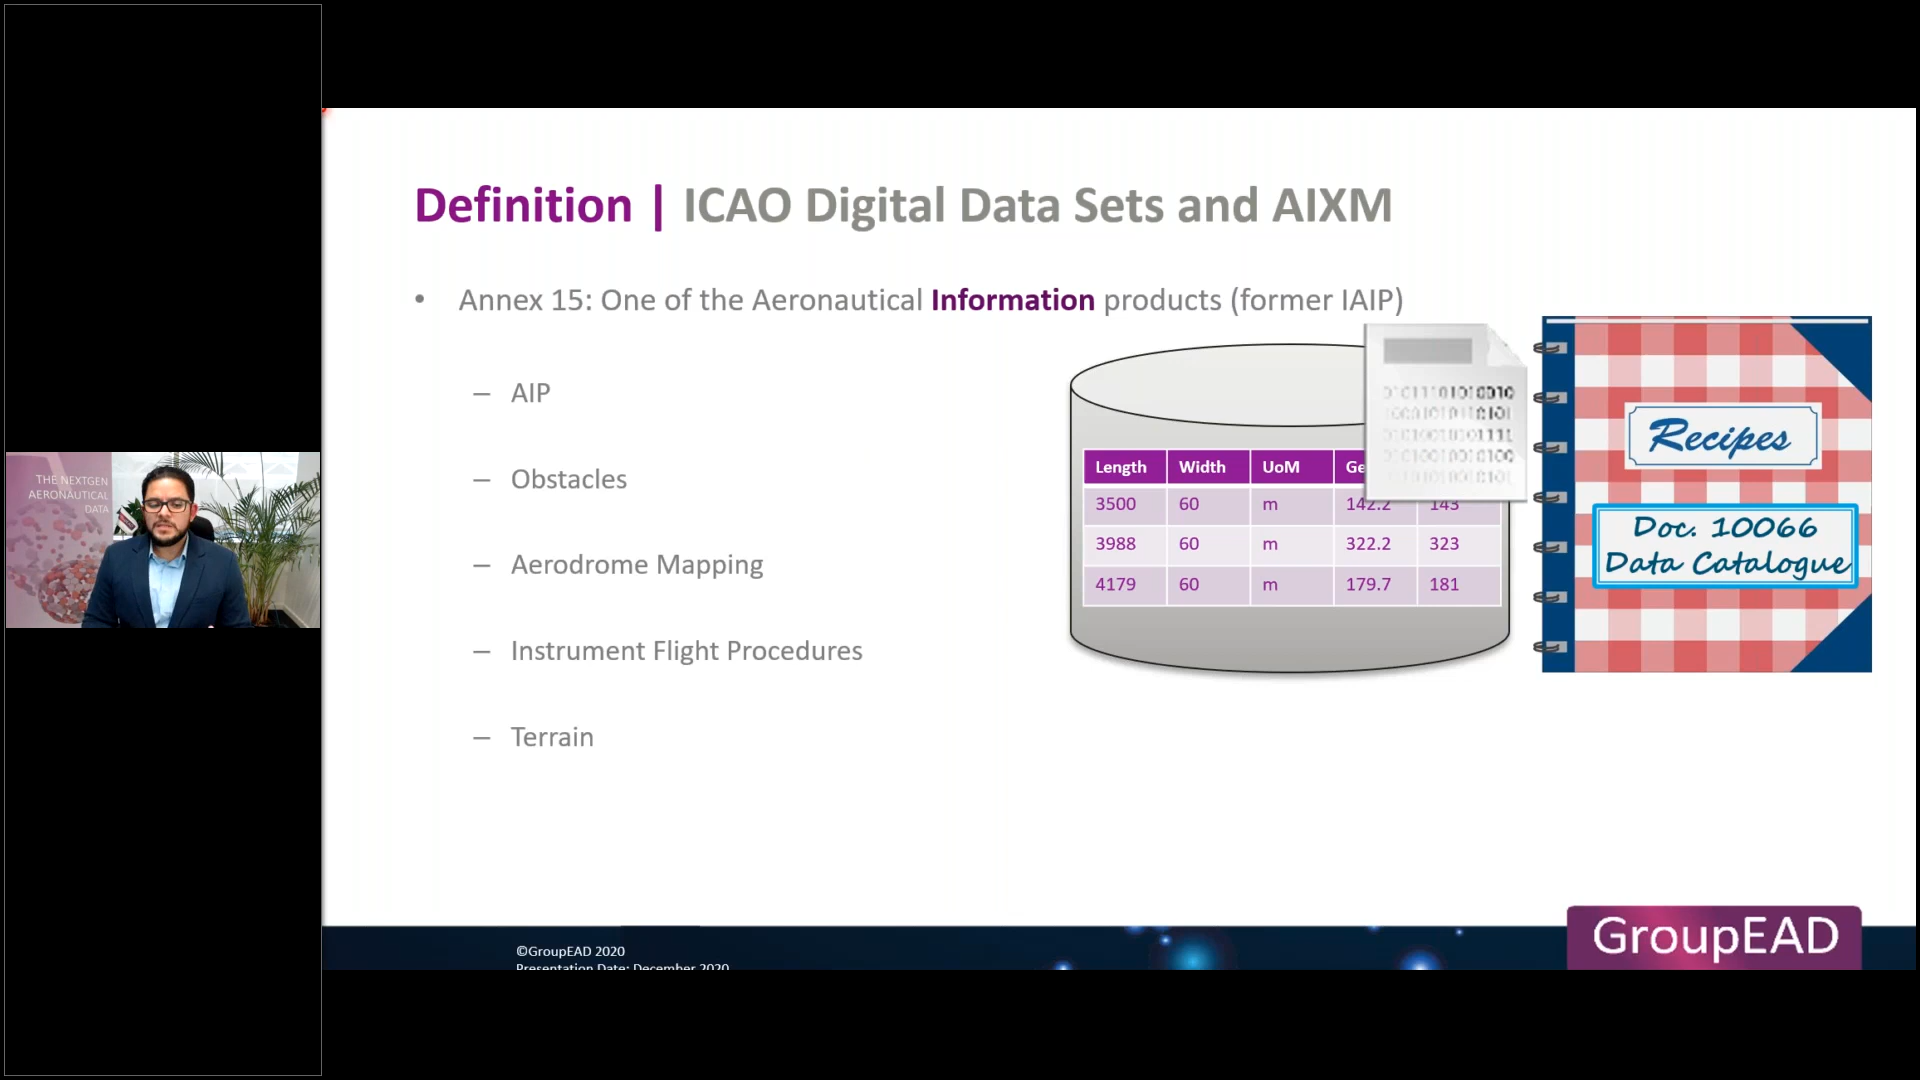 THE NEXTGEN
AERONAUTICAL
DATA
Definition | ICAO Digital Data Sets and AIXM
• Annex 15: One of the Aeronautical Information products (former IAIP)
– AIP
– Obstacles
– Aerodrome Mapping
– Instrument Flight Procedures
– Terrain
Length Width UoM Ge
3500 60 m 142.2 143
3988 60 m 322.2 323
4179 60 m 179.7 181
Recipes
Doc. 10066
Data Catalogue
©GroupEAD 2020
Presentation Date: December 2020
GroupEAD